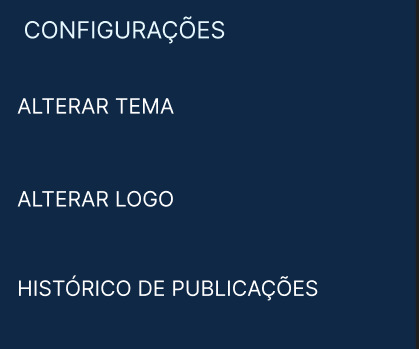 CONFIGURAÇÕES
ALTERAR TEMA
ALTERAR LOGO
HISTÓRICO DE PUBLICAÇÕES